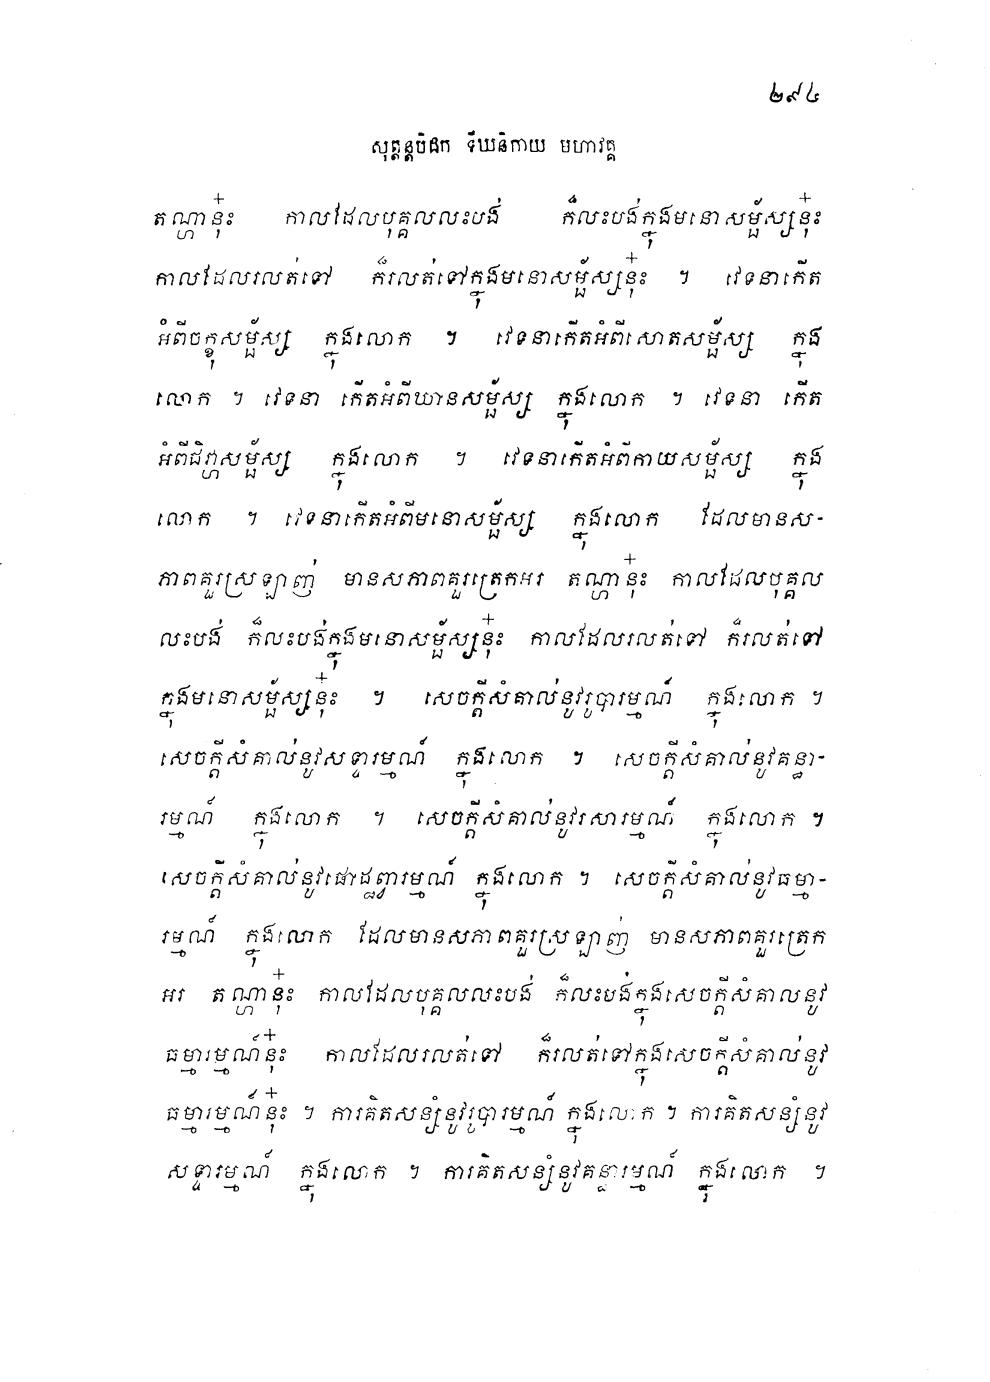 ២៩៤
សុត្តន្តបិដក ទីឃនិកាយ មហាវគ្គ
តណ្ហានុ៎ះ កាលដែលបុគ្គលលះបង់ ក៏លះបង់ក្នុងមនោសម្ផ័ស្សនុ៎ះ
កាលដែលរលត់ទៅ ក៏រលត់ទៅក្នុងមនោសម្ផ័ស្សនុ៎ះ ។ វេទនាកើត
អំពីចក្ខុសម្ផ័ស្ស ក្នុងលោក ។ វេទនាកើតអំពីសោតសម្ផ័ស្ស ក្នុង
លោក ។ វេទនា កើតអំពីឃានសម្ផ័ស្ស ក្នុងលោក ។ វេទនា កើត
អំពីជិវ្ហាសម្ផ័ស្ស ក្នុងលោក ។ វេទនាកើតអំពីកាយសម្ផ័ស្ស ក្នុង
លោក ។ វេទនាកើតអំពីមនោសម្ផ័ស្ស ក្នុងលោក ដែលមានស-
ភាពគួរស្រឡាញ់ មានសភាពគួរត្រេកអរ តណ្ហានុ៎ះ កាលដែលបុគ្គល
លះបង់ ក៏លះបង់ក្នុងមនោសម្ផ័ស្សនុ៎ះ កាលដែលរលត់ទៅ ក៏រលត់ទៅ
ក្នុងមនោសម្ផ័ស្សនុ៎ះ ។ សេចក្តីសំគាល់នូវរូបារម្មណ៍ ក្នុងលោក ។
សេចក្តីសំគាល់នូវសទ្ទារម្មណ៍ ក្នុងលោក ។ សេចក្តីសំគាល់នូវគន្ធា-
រម្មណ៍ ក្នុងលោក ។ សេចក្តីសំគាល់នូវរសារម្មណ៍ ក្នុងលោក ។
សេចក្តីសំគាល់នូវផោដ្ឋព្វារម្មណ៍ ក្នុងលោក ។ សេចក្តីសំគាល់នូវធម្មា-
រម្មណ៍ ក្នុងលោក ដែលមានសភាពគួរស្រឡាញ់ មានសភាពគួរត្រេក
អរ តណ្ហានុ៎ះ កាលដែលបុគ្គលលះបង់ ក៏លះបង់ក្នុងសេចក្តីសំគាលនូវ
ធម្មារម្មណ៍នុ៎ះ កាលដែលរលត់ទៅ ក៏រលត់ទៅក្នុងសេចក្តីសំគាល់នូវ
ធម្មារម្មណ៍នុ៎ះ ។ ការគិតសន្សំនូវរូបារម្មណ៍ ក្នុងលោក ។ ការគិតសន្សំនូវ
សទ្ទារម្មណ៍ ក្នុងលោក ។ ការគិតសន្សំនូវគន្ធារម្មណ៍ ក្នុងលោក ។